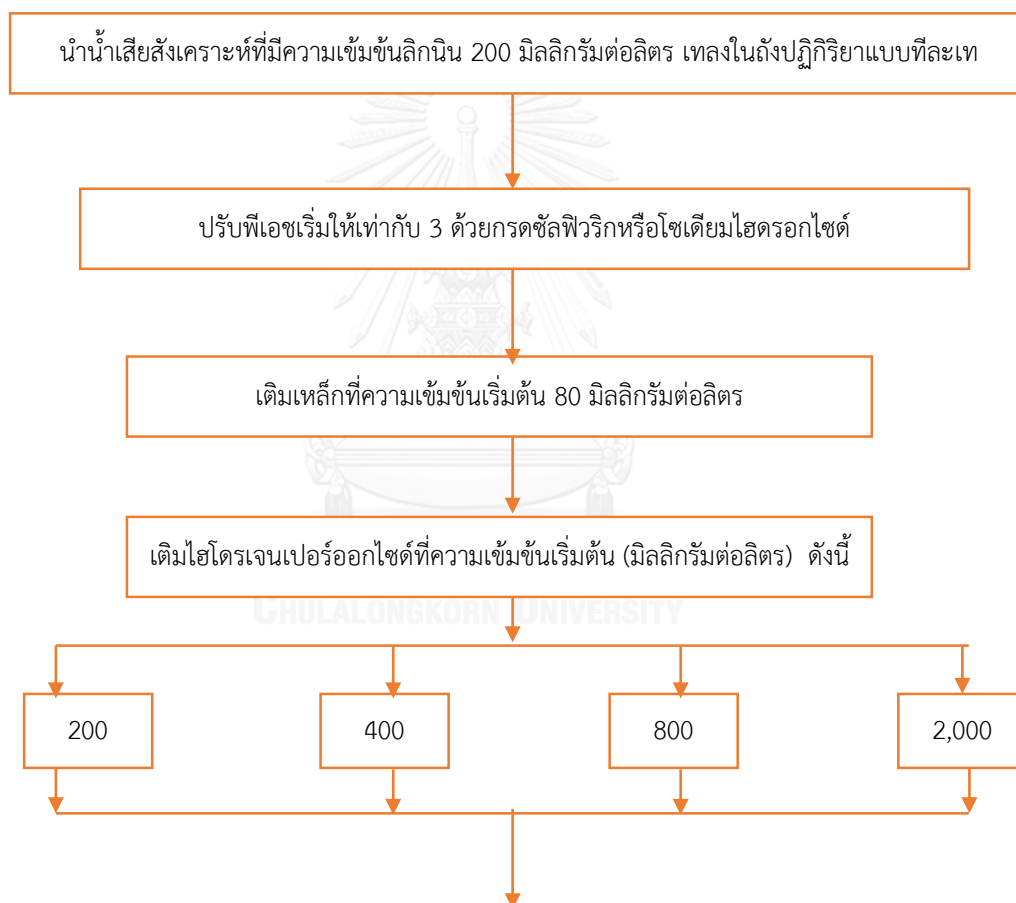 นำน้ำเสียสังเคราะห์ที่มีความเข้มข้นลิกนิน 200 มิลลิกรัมต่อลิตร เทลงในถังปฏิกิริยาแบบทีละเท
ปรับพีเอชเริ่มให้เท่ากับ 3 ด้วยกรดซัลฟิวริกหรือโซเดียมไฮดรอกไซด์
เติมเหล็กที่ความเข้มข้นเริ่มต้น 80 มิลลิกรัมต่อลิตร
เติมไฮโดรเจนเปอร์ออกไซด์ที่ความเข้มข้นเริ่มต้น (มิลลิกรัมต่อลิตร) ดังนี้
CHULALONGKORN UNIVERSITY
200 400 800 2,000